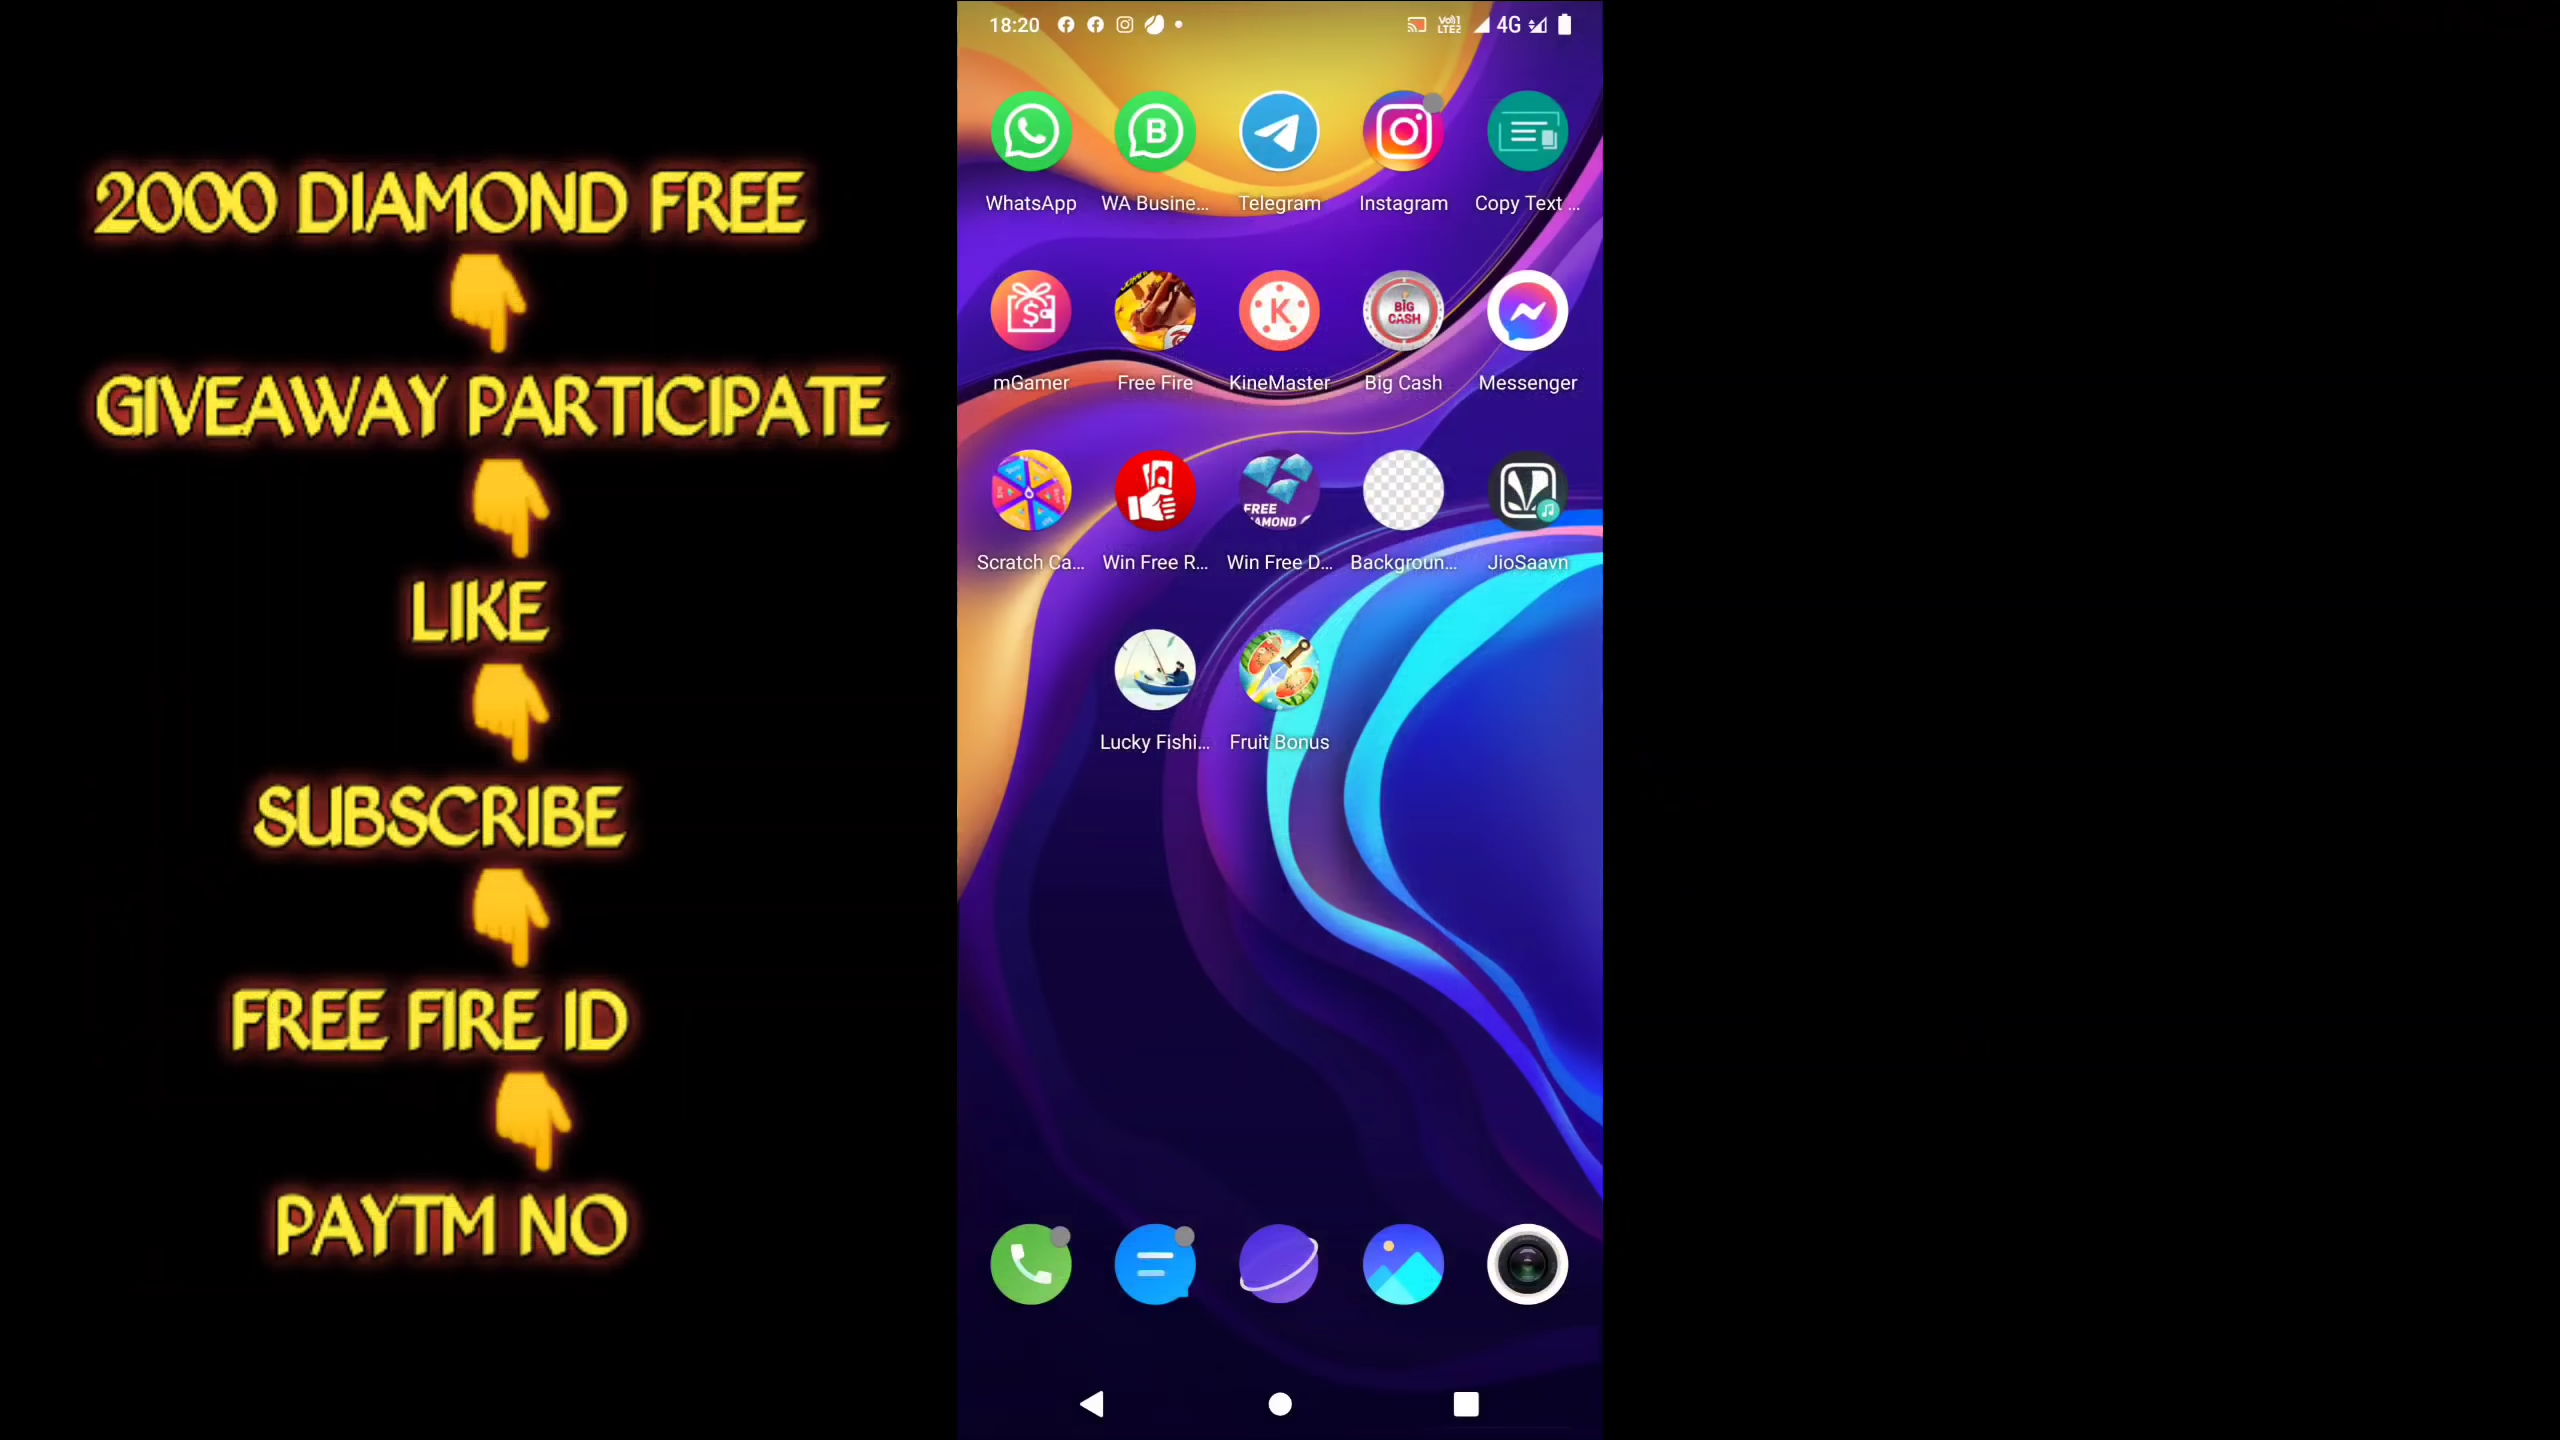 2000 DIAMOND FREE
GIVEAWAY PARTICIPATE
LIKE
SUBSCRIBE
FREE FIRE ID
PAYTM NO
18:20
4G
WhatsApp WA Busine... Telegram Instagram Copy Text ...
BIG
CASH
mGamer Free Fire KineMaster Big Cash Messenger
FREE
Scratch Ca... Win Free R... Win Free D... Backgroun... JioSaavn
Lucky Fishi... Fruit Bonus